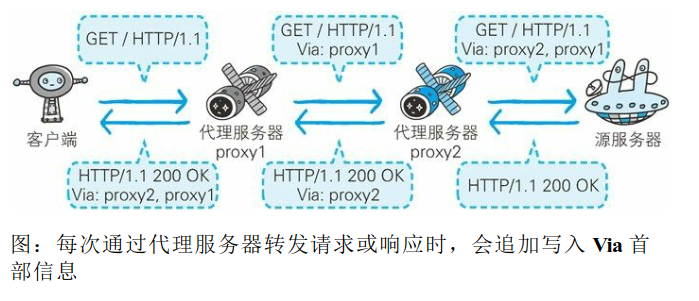 GET / HTTP/1.1
GET / HTTP/1.1
Via: proxy1
GET / HTTP/1.1
Via: proxy2, proxy1
客户端
代理服务器
proxy1
代理服务器
proxy2
源服务器
HTTP/1.1 200 OK
Via: proxy2, proxy1
HTTP/1.1 200 OK
Via: proxy2
HTTP/1.1 200 OK
图：每次通过代理服务器转发请求或响应时，会追加写入 Via 首
部信息